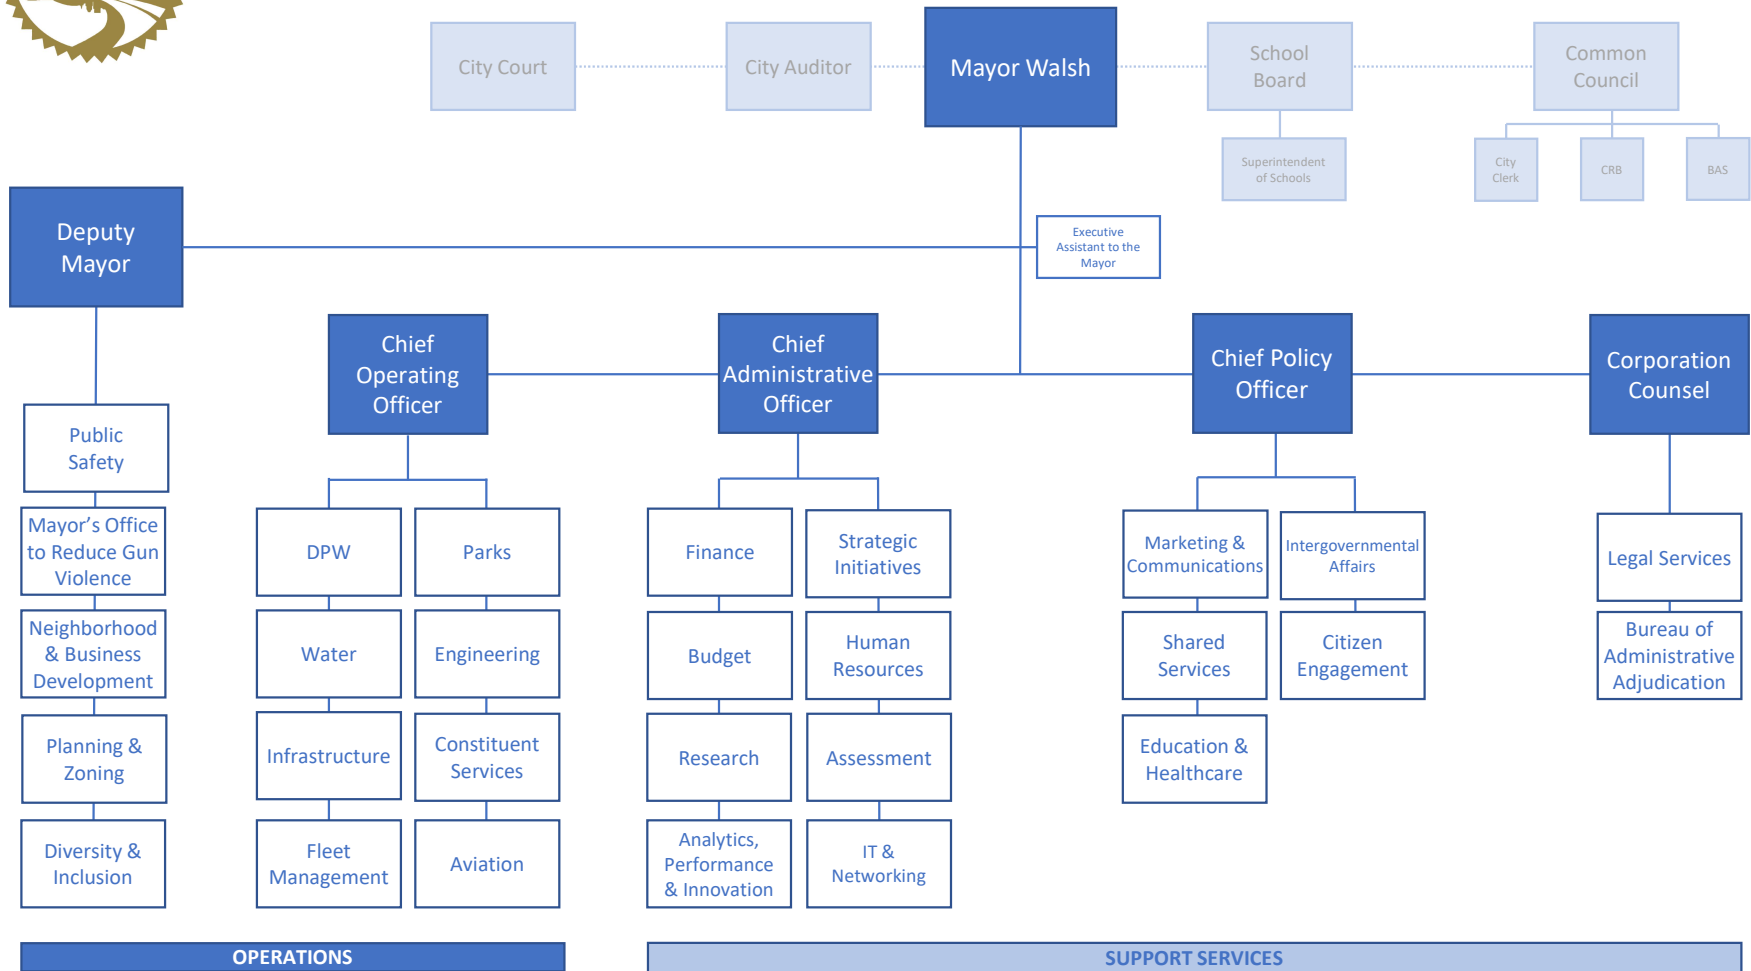 City Court
City Auditor
Mayor Walsh
School
Board
Common
Council
Superintendent
of Schools
City
Clerk
CRB
BAS
Deputy
Mayor
Executive
Assistant to the
Mayor
Chief
Operating
Officer
Chief
Administrative
Officer
Chief Policy
Officer
Corporation
Counsel
Public
Safety
Mayor’s Office
to Reduce Gun
Violence
Neighborhood
& Business
Development
Planning &
Zoning
Diversity &
Inclusion
DPW
Parks
Water
Engineering
Infrastructure
Constituent
Services
Fleet
Management
Aviation
Finance
Strategic
Initiatives
Budget
Human
Resources
Research
Assessment
Analytics,
Performance
& Innovation
IT &
Networking
Marketing &
Communications
Intergovernmental
Affairs
Shared
Services
Citizen
Engagement
Education &
Healthcare
Legal Services
Bureau of
Administrative
Adjudication
OPERATIONS
SUPPORT SERVICES